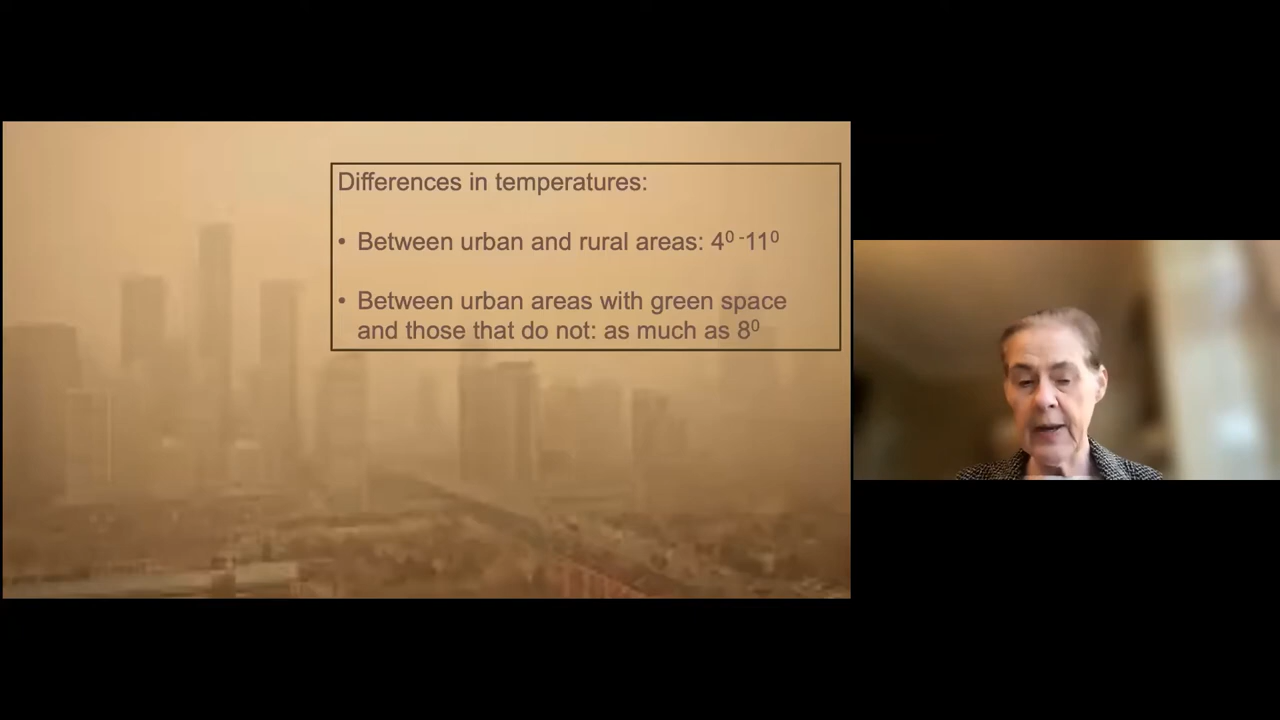 Differences in temperatures:
• Between urban and rural areas: 4⁰ -11⁰
• Between urban areas with green space
and those that do not: as much as 8⁰